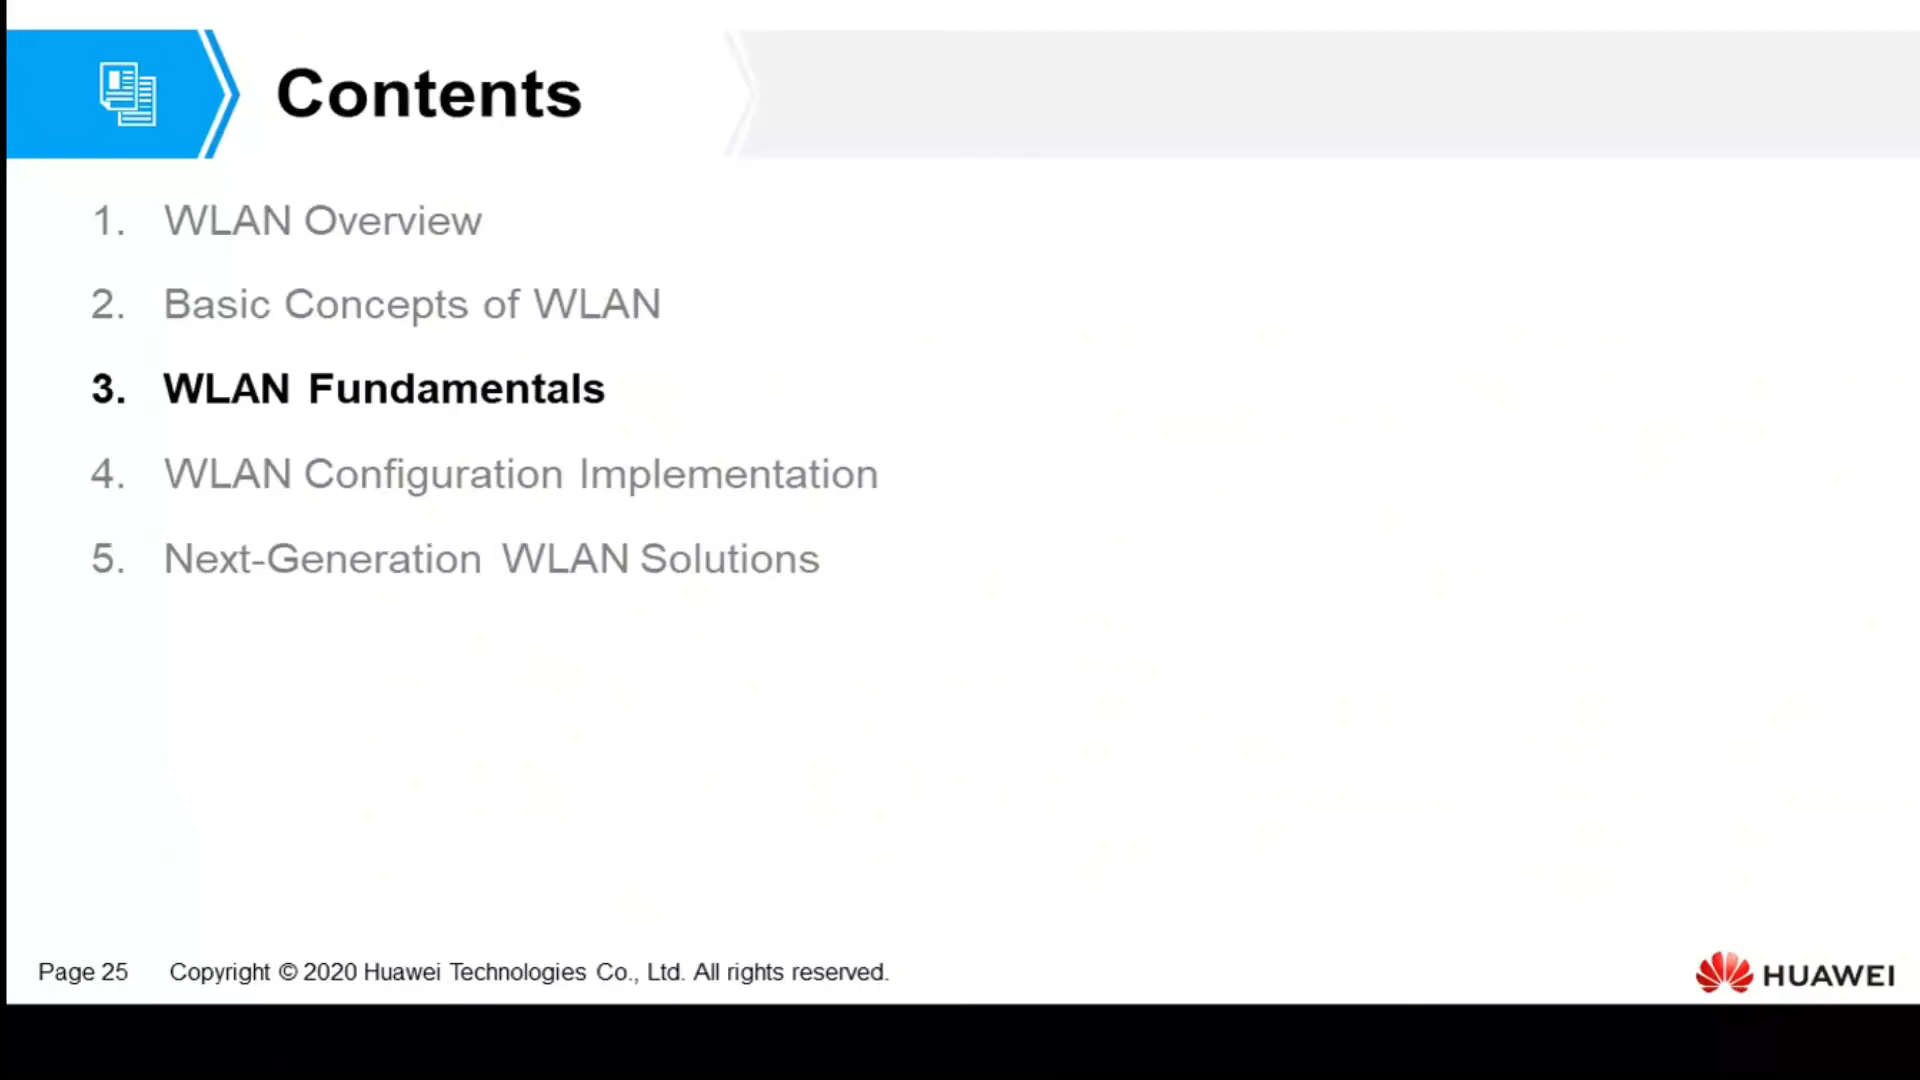 Contents
1. WLAN Overview
2. Basic Concepts of WLAN
3. WLAN Fundamentals
4. WLAN Configuration Implementation
5. Next-Generation WLAN Solutions
Page 25 Copyright © 2020 Huawei Technologies Co., Ltd. All rights reserved.
HUAWEI